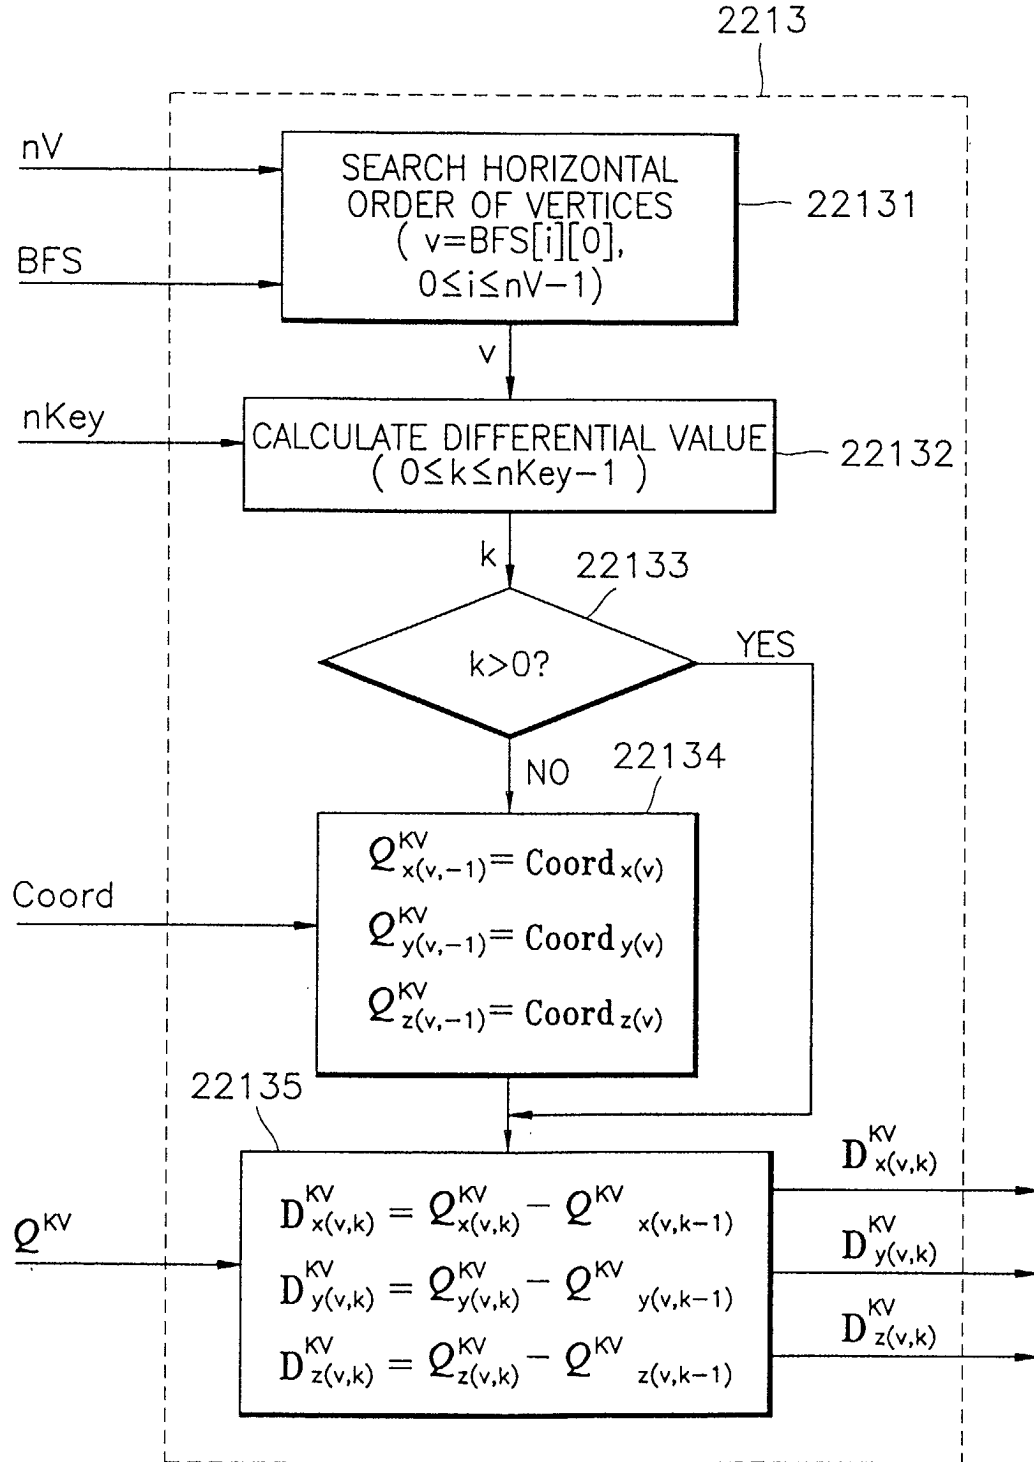 2213
nV
SEARCH HORIZONTAL
ORDER OF VERTICES
( v=BFS[i][0],
0≤i≤nV-1)
22131
BFS
v
nKey
CALCULATE DIFFERENTIAL VALUE
( 0≤k≤nKey-1 )
22132
k
22133
k>0?
YES
NO
22134
Q^KV_x(v,-1) = Coord_x(v)
Coord
Q^KV_y(v,-1) = Coord_y(v)
Q^KV_z(v,-1) = Coord_z(v)
22135
Q^KV
D^KV_x(v,k) = Q^KV_x(v,k) - Q^KV_x(v,k-1)
D^KV_y(v,k) = Q^KV_y(v,k) - Q^KV_y(v,k-1)
D^KV_z(v,k) = Q^KV_z(v,k) - Q^KV_z(v,k-1)
D^KV_x(v,k)
D^KV_y(v,k)
D^KV_z(v,k)